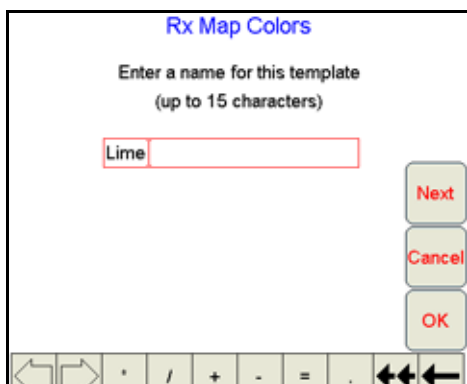 Rx Map Colors
Enter a name for this template
(up to 15 characters)
Lime
Next
Cancel
OK
' / + - = .